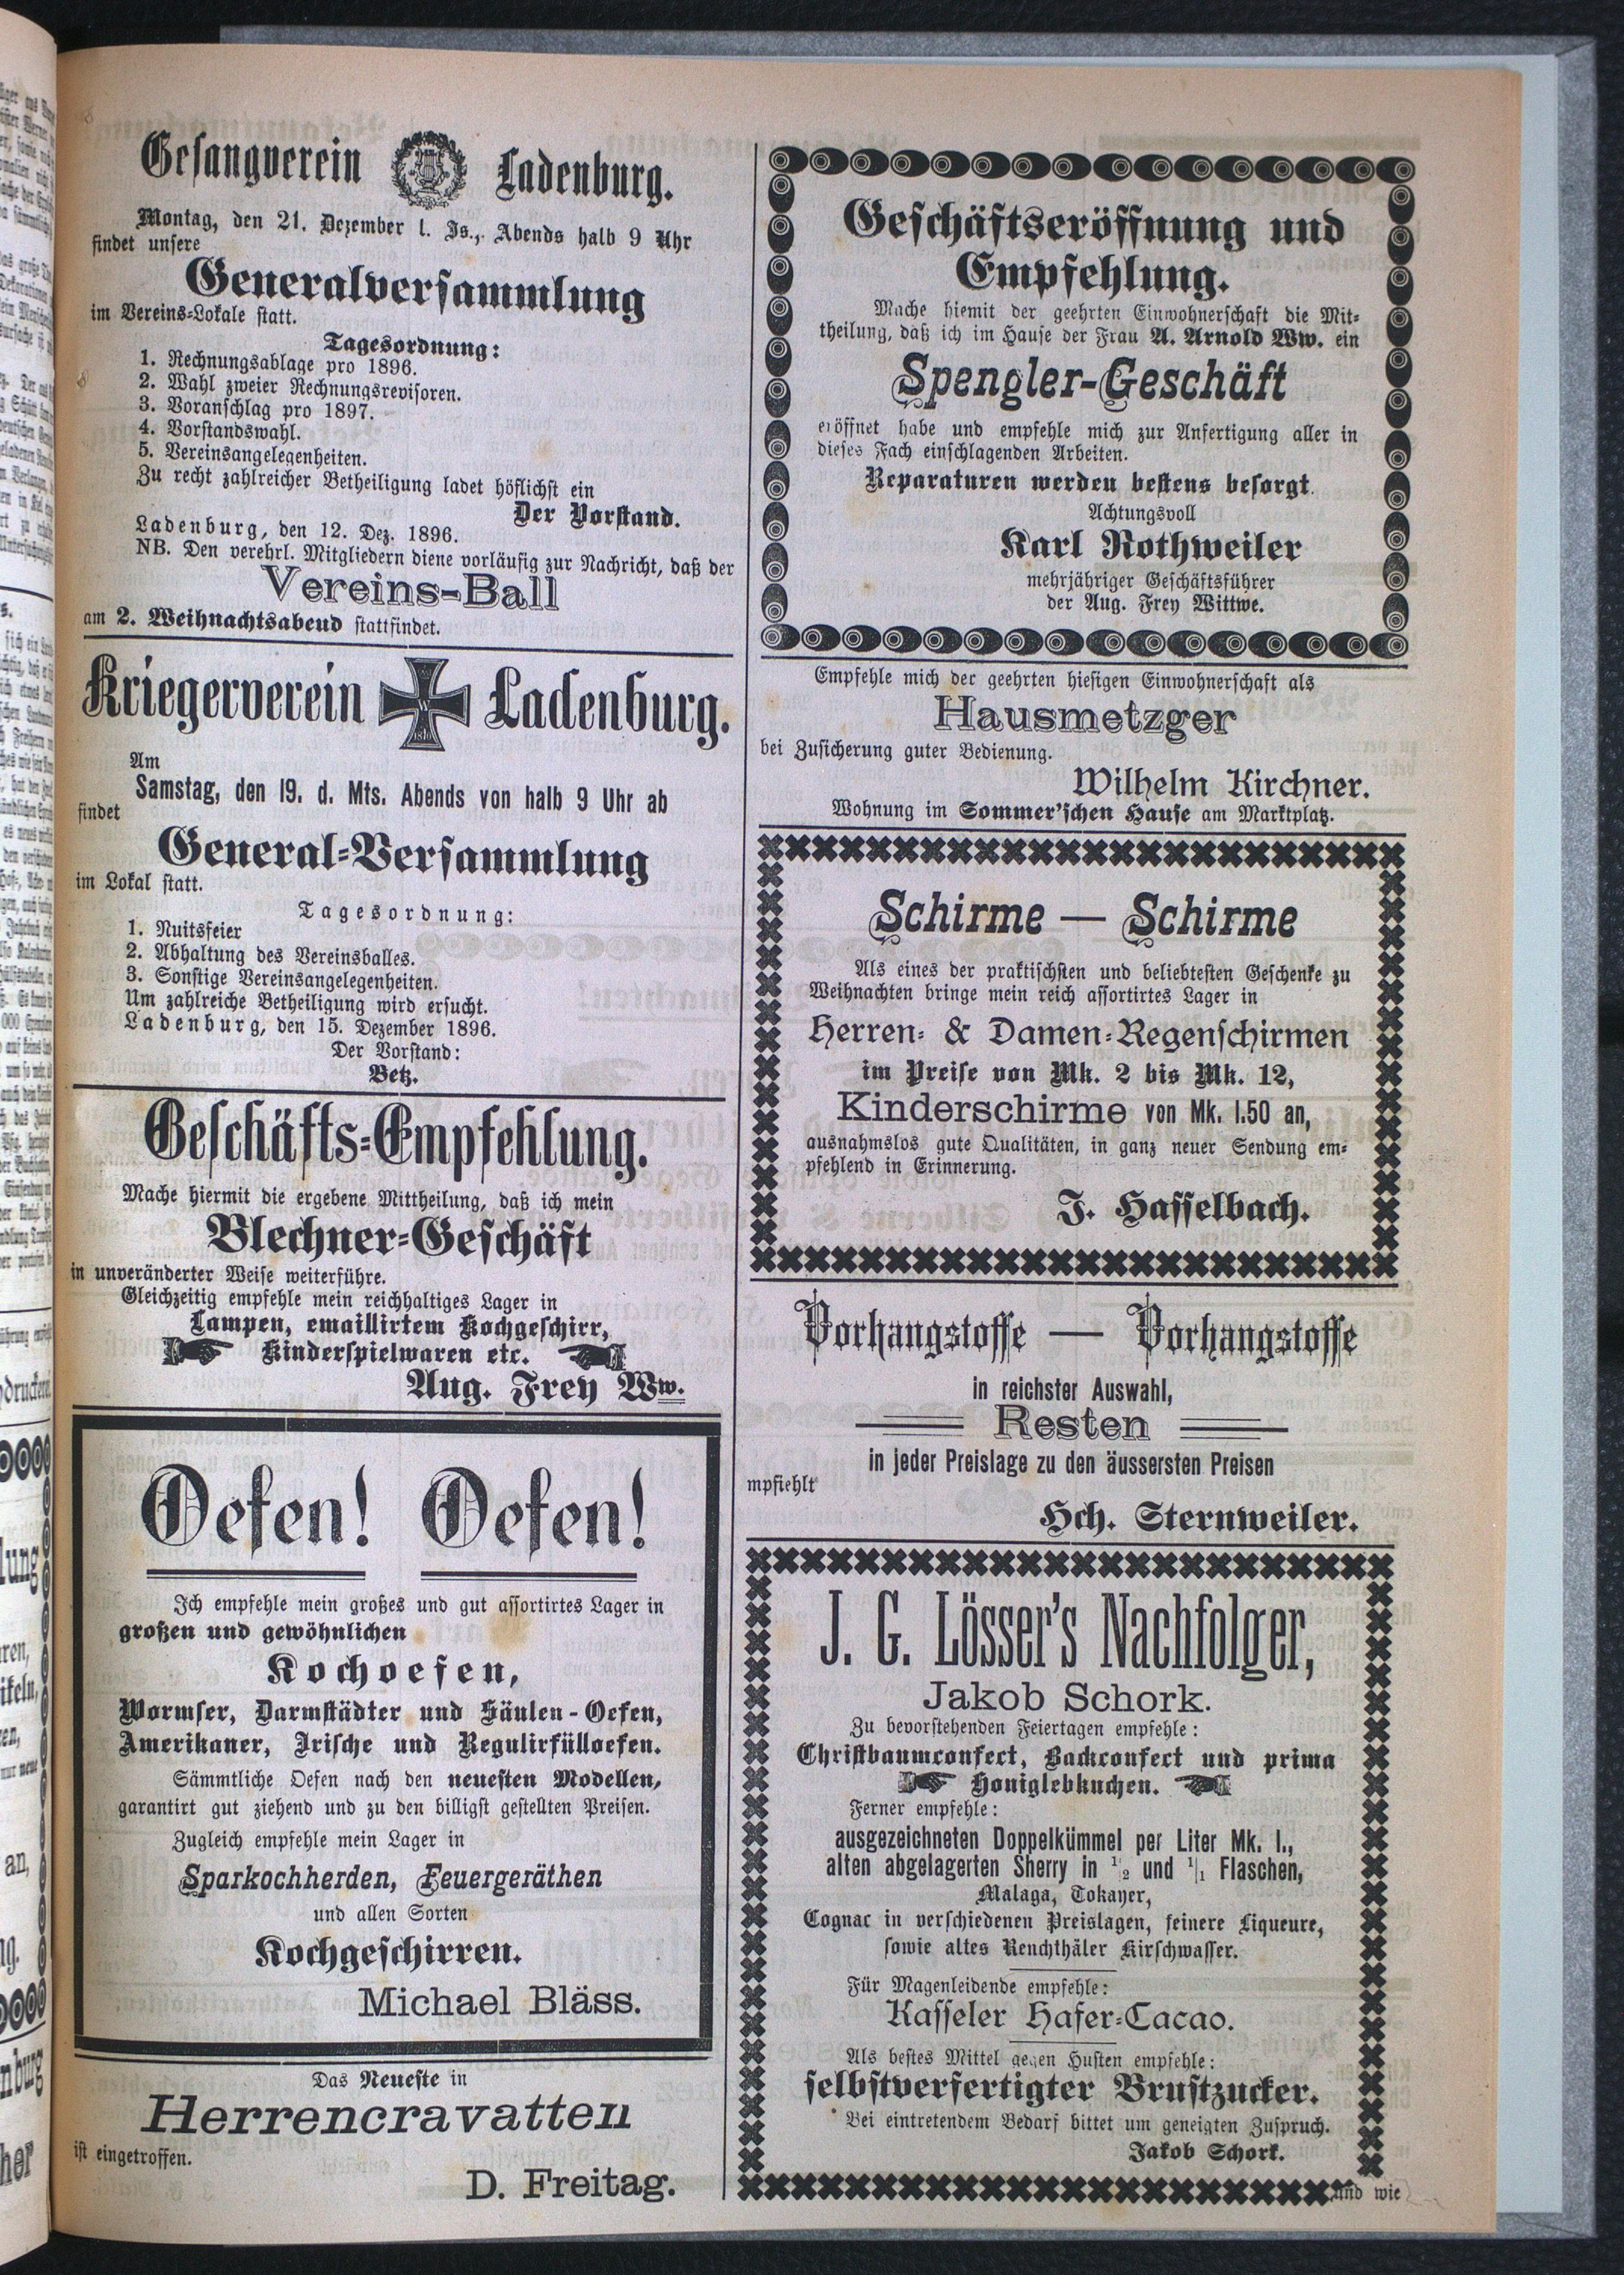 Gesangverein Ladenburg.
Montag, den 21. Dezember l. Js., Abends halb 9 Uhr
findet unsere
Generalversammlung
im Vereins-Lokale statt.
Tagesordnung:
1. Rechnungsablage pro 1896.
2. Wahl zweier Rechnungsrevisoren.
3. Voranschlag pro 1897.
4. Vorstandswahl.
5. Vereinsangelegenheiten.
Zu recht zahlreicher Betheiligung ladet höflichst ein
Der Vorstand.
Ladenburg, den 12. Dez. 1896.
NB. Den verehrl. Mitgliedern diene vorläufig zur Nachricht, daß der
Vereins-Ball
am 2. Weihnachtsabend stattfindet.
Kriegerverein Ladenburg.
Am
Samstag, den 19. d. Mts. Abends von halb 9 Uhr ab
findet
General-Versammlung
im Lokal statt.
Tagesordnung:
1. Nuitsfeier
2. Abhaltung des Vereinsballes.
3. Sonstige Vereinsangelegenheiten.
Um zahlreiche Betheiligung wird ersucht.
Ladenburg, den 15. Dezember 1896.
Der Vorstand:
Betz.
Geschäfts-Empfehlung.
Mache hiermit die ergebene Mittheilung, daß ich mein
Blechner-Geschäft
in unveränderter Weise weiterführe.
Gleichzeitig empfehle mein reichhaltiges Lager in
Lampen, emaillirtem Kochgeschirr,
Kinderspielwaren etc.
Aug. Frey Ww.
Oefen! Oefen!
Ich empfehle mein großes und gut assortirtes Lager in
großen und gewöhnlichen
Kochoefen,
Wormser, Darmstädter und Säulen-Oefen,
Amerikaner, Irische und Regulirfülloefen.
Sämmtliche Oefen nach den neuesten Modellen,
garantirt gut ziehend und zu den billigst gestellten Preisen.
Zugleich empfehle mein Lager in
Sparkochherden, Feuergeräthen
und allen Sorten
Kochgeschirren.
Michael Bläss.
Das Neueste in
Herrencravatten
ist eingetroffen.
D. Freitag.
Geschäftseröffnung und
Empfehlung.
Mache hiemit der geehrten Einwohnerschaft die Mit-
theilung, daß ich im Hause der Frau A. Arnold Ww. ein
Spengler-Geschäft
eröffnet habe und empfehle mich zur Anfertigung aller in
dieses Fach einschlagenden Arbeiten.
Reparaturen werden bestens besorgt.
Achtungsvoll
Karl Rothweiler
mehrjähriger Geschäftsführer
der Aug. Frey Wittwe.
Empfehle mich der geehrten hiesigen Einwohnerschaft als
Hausmetzger
bei Zusicherung guter Bedienung.
Wilhelm Kirchner.
Wohnung im Sommer'schen Hause am Marktplatz.
Schirme — Schirme
Als eines der praktischsten und beliebtesten Geschenke zu
Weihnachten bringe mein reich assortirtes Lager in
Herren- & Damen-Regenschirmen
im Preise von Mk. 2 bis Mk. 12,
Kinderschirme von Mk. 1.50 an,
ausnahmslos gute Qualitäten, in ganz neuer Sendung em-
pfehlend in Erinnerung.
J. Hasselbach.
Vorhangstoffe — Vorhangstoffe
in reichster Auswahl,
Resten
in jeder Preislage zu den äussersten Preisen
mpfiehlt
Hch. Sternweiler.
J. G. Lösser's Nachfolger,
Jakob Schork.
Zu bevorstehenden Feiertagen empfehle:
Christbaumconfect, Backconfect und prima
Honiglebkuchen.
Ferner empfehle:
ausgezeichneten Doppelkümmel per Liter Mk. 1.,
alten abgelagerten Sherry in 1/2 und 1/1 Flaschen,
Malaga, Tokayer,
Cognac in verschiedenen Preislagen, feinere Liqueure,
sowie altes Renchthäler Kirschwasser.
Für Magenleidende empfehle:
Kasseler Hafer-Cacao.
Als bestes Mittel gegen Husten empfehle:
selbstverfertigter Brustzucker.
Bei eintretendem Bedarf bittet um geneigten Zuspruch.
Jakob Schork.
und wie